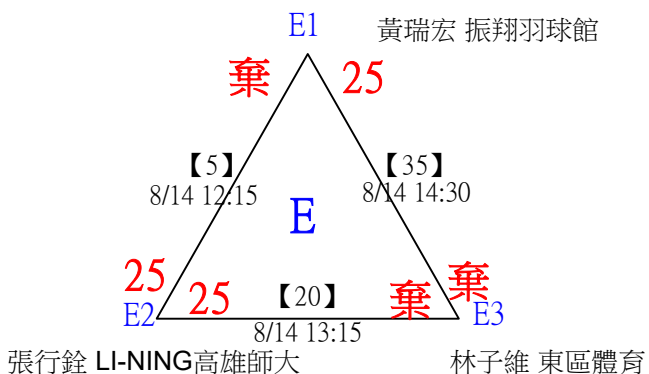 E1
黃瑞宏 振翔羽球館
棄 25
【5】 【35】
8/14 12:15 8/14 14:30
E
25 25 【20】 棄 棄
E2 E3
8/14 13:15
張行銓 LI-NING高雄師大 林子維 東區體育